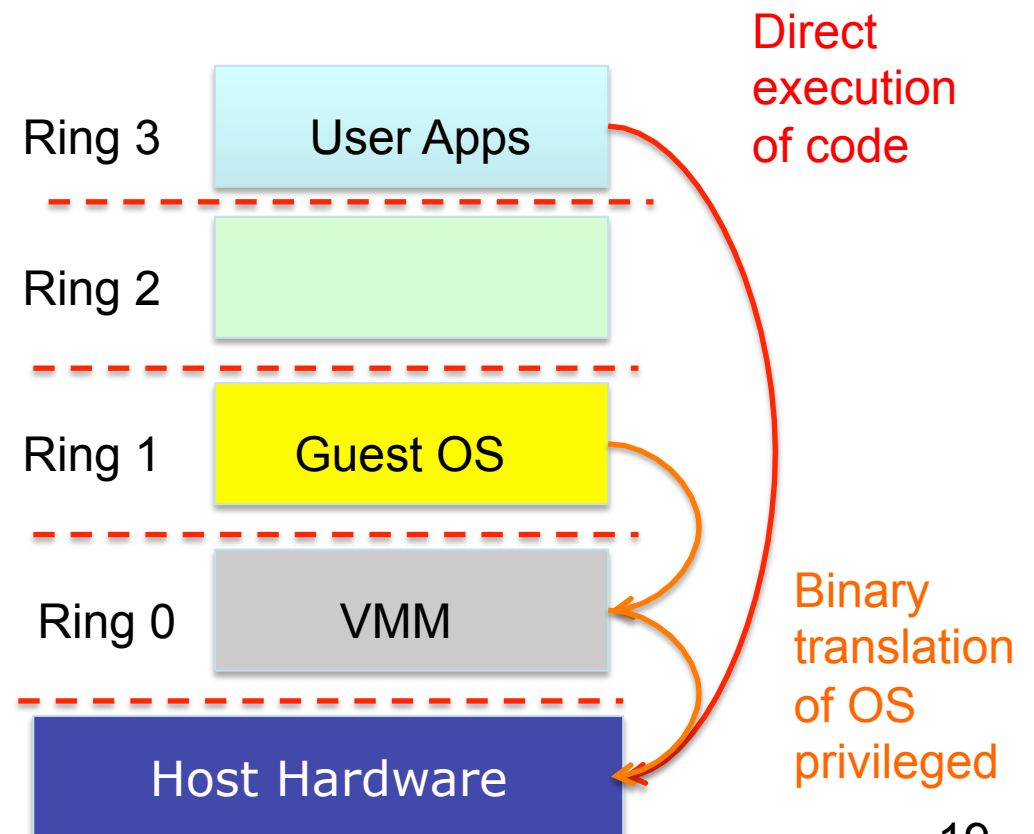 Direct
execution
of code
Ring 3
User Apps
Ring 2
Ring 1
Guest OS
Ring 0
VMM
Binary
translation
of OS
privileged
Host Hardware